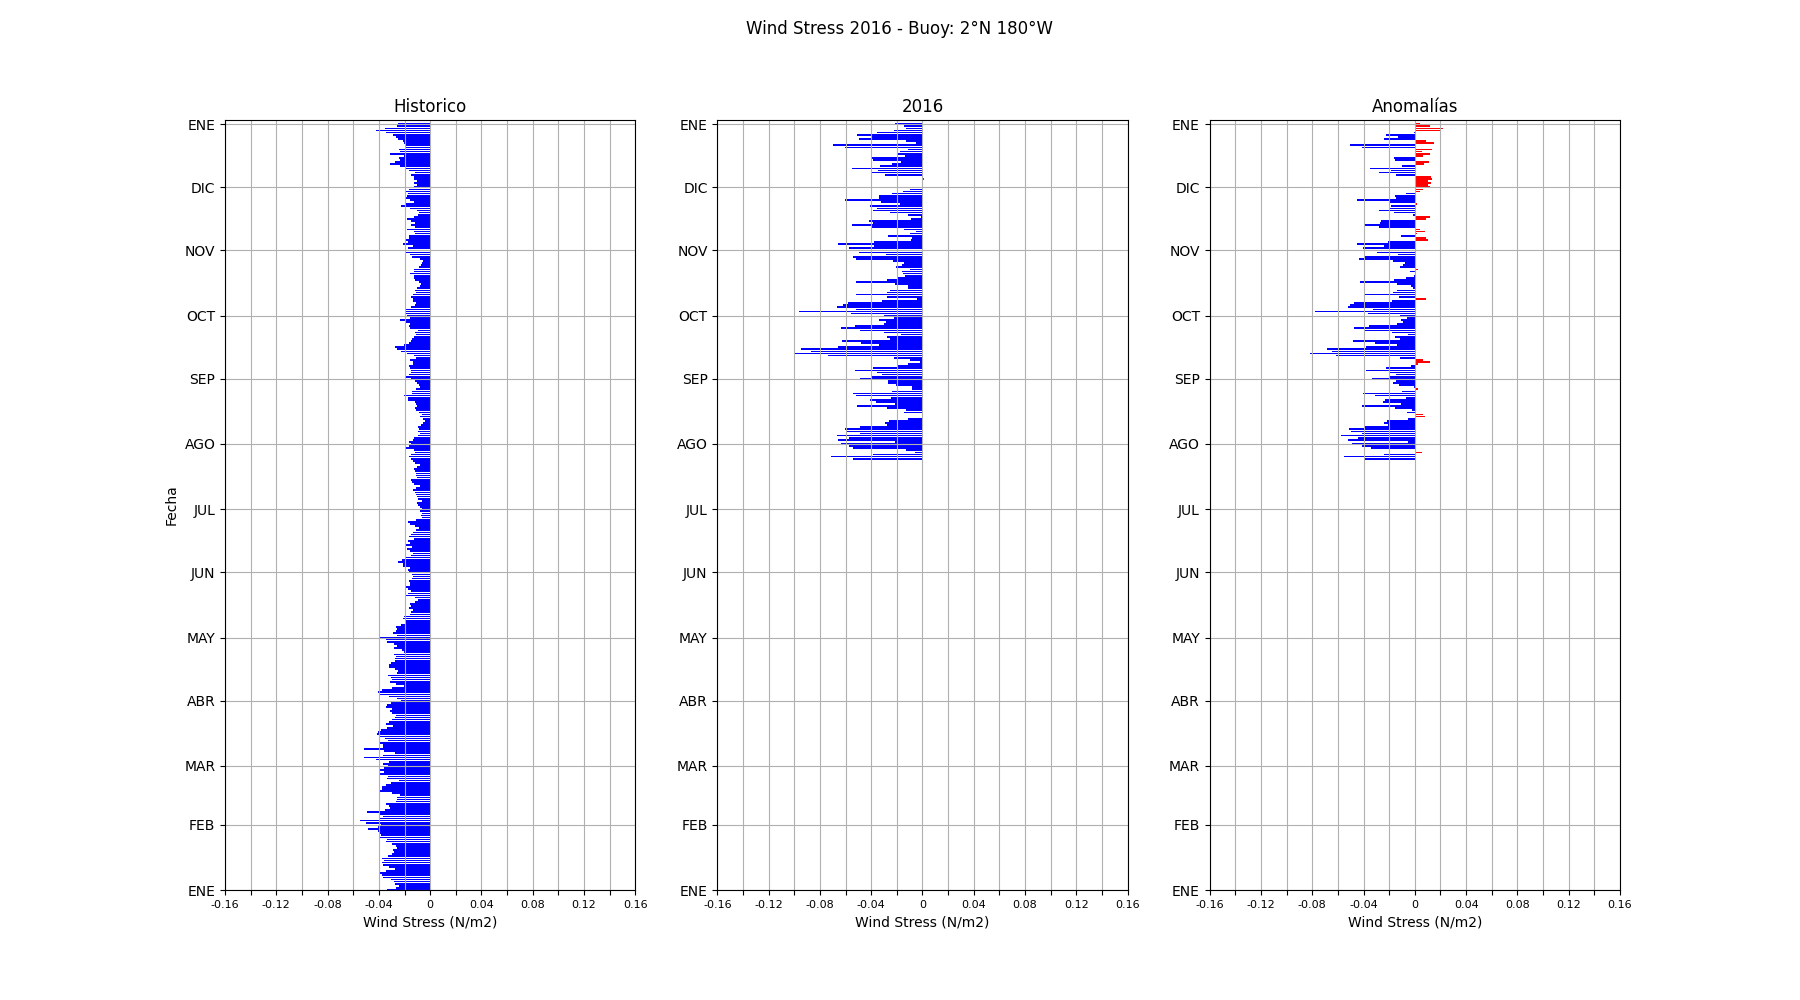 Wind Stress 2016 - Buoy: 2°N 180°W
Historico
ENE
DIC
NOV
OCT
SEP
AGO
JUL
JUN
MAY
ABR
MAR
FEB
ENE
Fecha
-0.16 -0.12 -0.08 -0.04 0 0.04 0.08 0.12 0.16
Wind Stress (N/m2)
2016
ENE
DIC
NOV
OCT
SEP
AGO
JUL
JUN
MAY
ABR
MAR
FEB
ENE
-0.16 -0.12 -0.08 -0.04 0 0.04 0.08 0.12 0.16
Wind Stress (N/m2)
Anomalías
ENE
DIC
NOV
OCT
SEP
AGO
JUL
JUN
MAY
ABR
MAR
FEB
ENE
-0.16 -0.12 -0.08 -0.04 0 0.04 0.08 0.12 0.16
Wind Stress (N/m2)